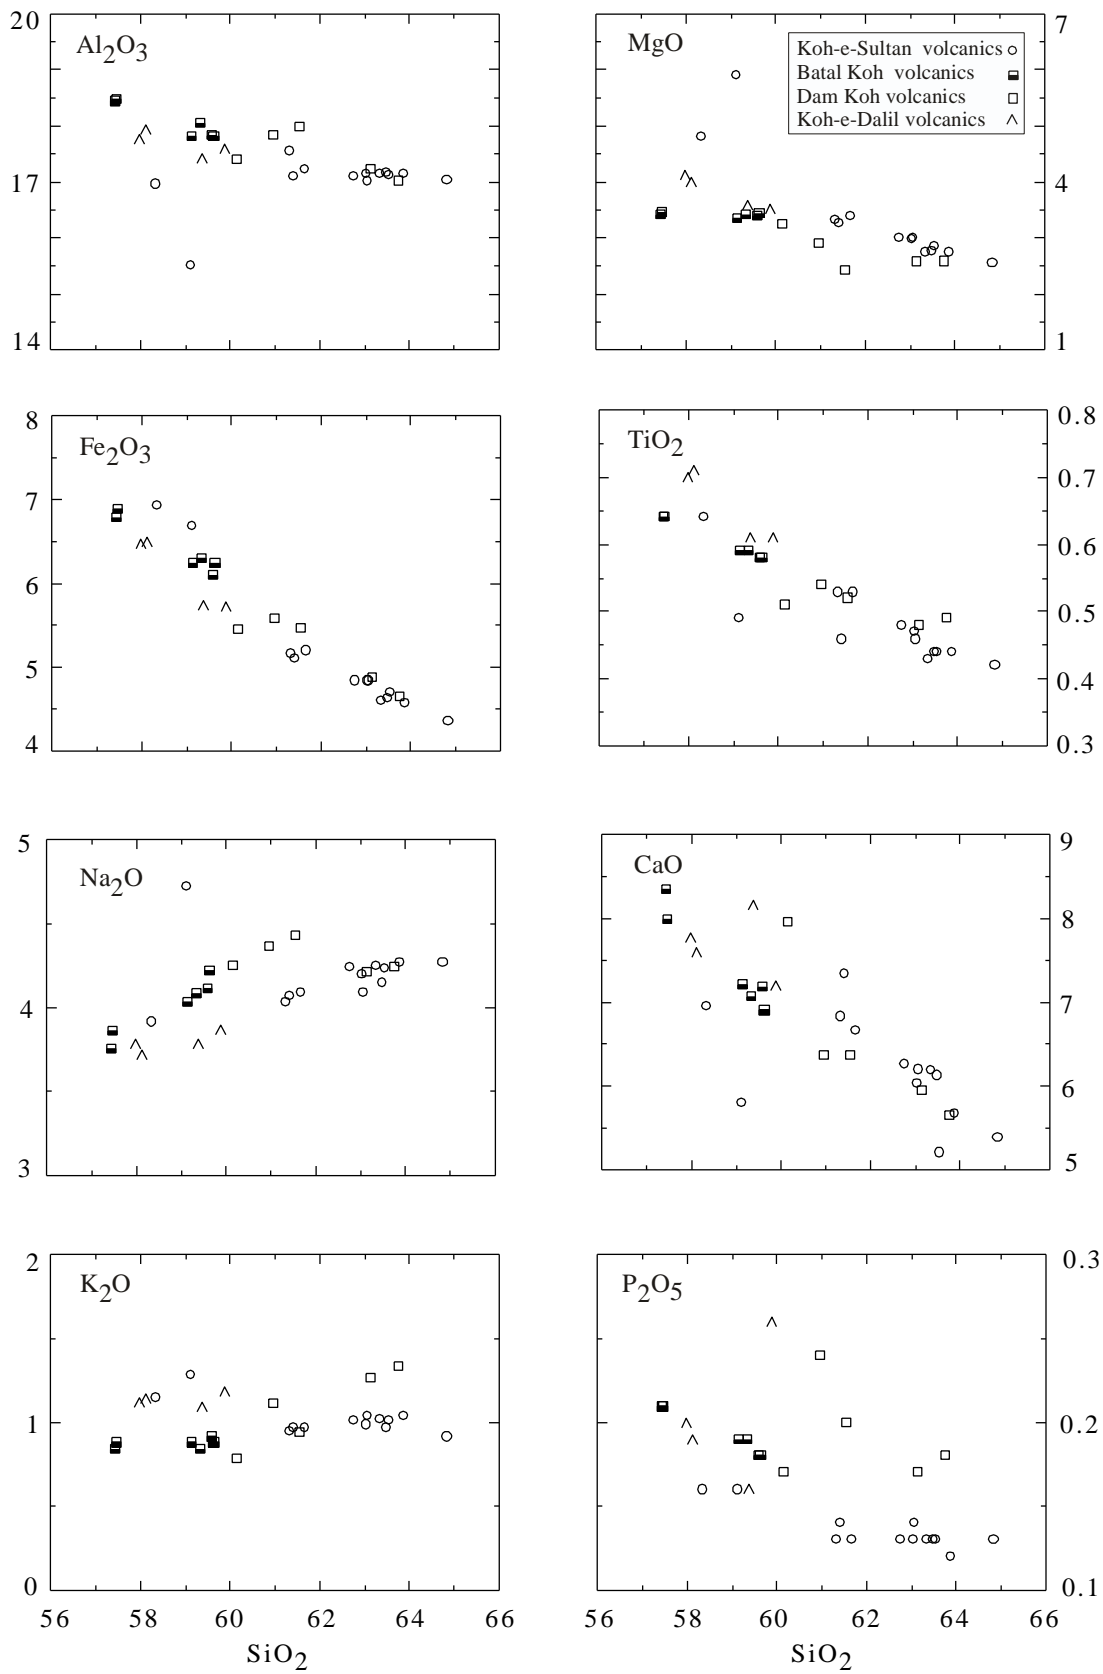 20
17
14
Al2O3
MgO
Koh-e-Sultan volcanics
Batal Koh volcanics
Dam Koh volcanics
Koh-e-Dalil volcanics
7
4
1
8
7
6
5
4
Fe2O3
TiO2
0.8
0.7
0.6
0.5
0.4
0.3
5
4
3
Na2O
CaO
9
8
7
6
5
2
1
0
K2O
P2O5
0.3
0.2
0.1
56 58 60 62 64 66
SiO2
56 58 60 62 64 66
SiO2